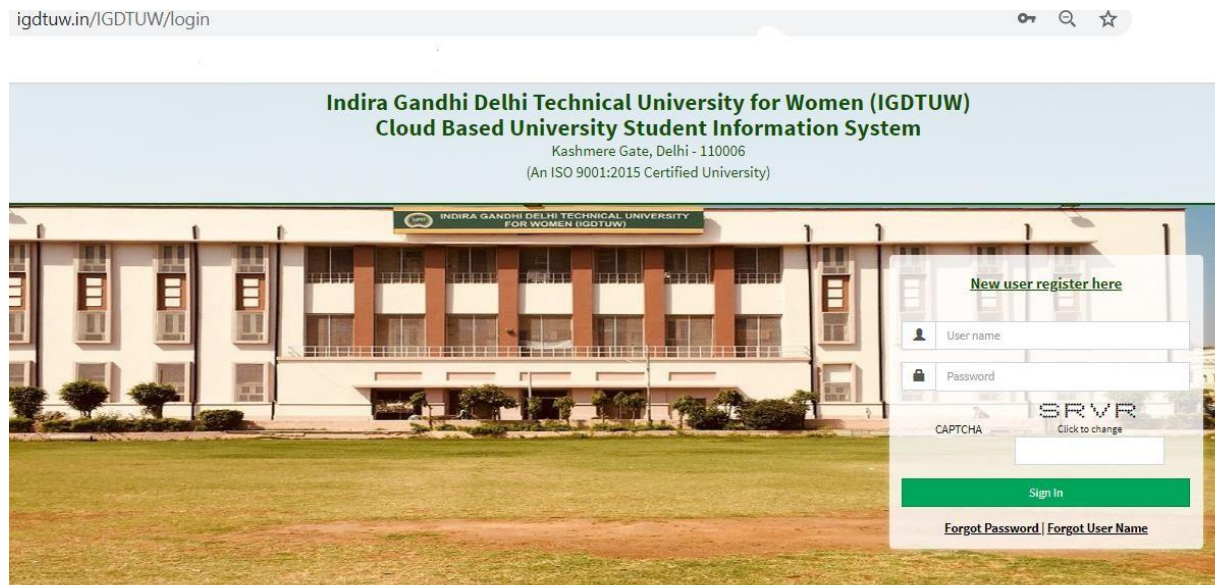 igdtuw.in/IGDTUW/login
Indira Gandhi Delhi Technical University for Women (IGDTUW)
Cloud Based University Student Information System
Kashmere Gate, Delhi - 110006
(An ISO 9001:2015 Certified University)
INDIRA GANDHI DELHI TECHNICAL UNIVERSITY
FOR WOMEN (IGDTUW)
New user register here
User name
Password
SRVR
CAPTCHA
Click to change
Sign In
Forgot Password | Forgot User Name